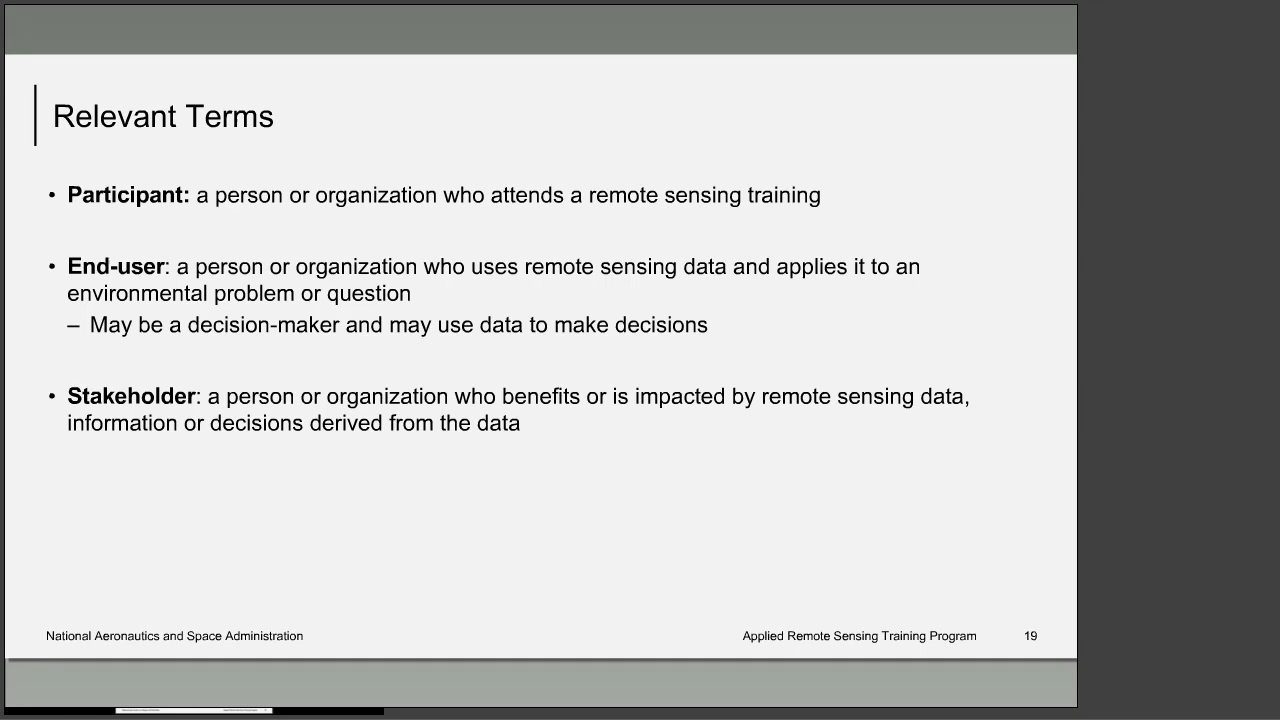 Relevant Terms
• Participant: a person or organization who attends a remote sensing training
• End-user: a person or organization who uses remote sensing data and applies it to an
environmental problem or question
– May be a decision-maker and may use data to make decisions
• Stakeholder: a person or organization who benefits or is impacted by remote sensing data,
information or decisions derived from the data
National Aeronautics and Space Administration
Applied Remote Sensing Training Program
19